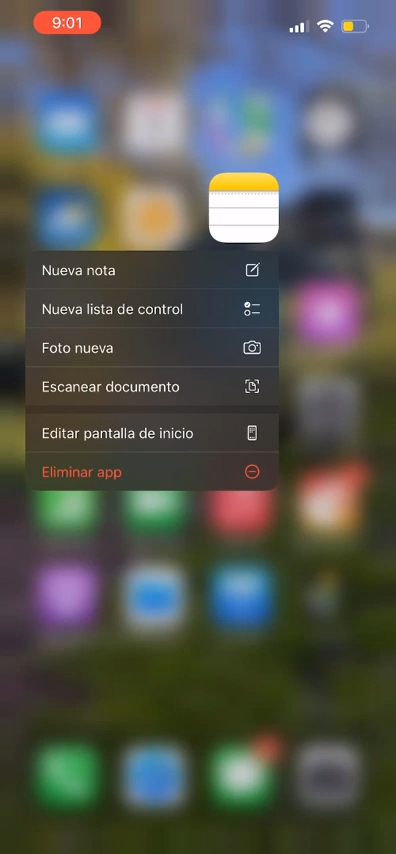 9:01
Nueva nota
Nueva lista de control
Foto nueva
Escanear documento
Editar pantalla de inicio
Eliminar app